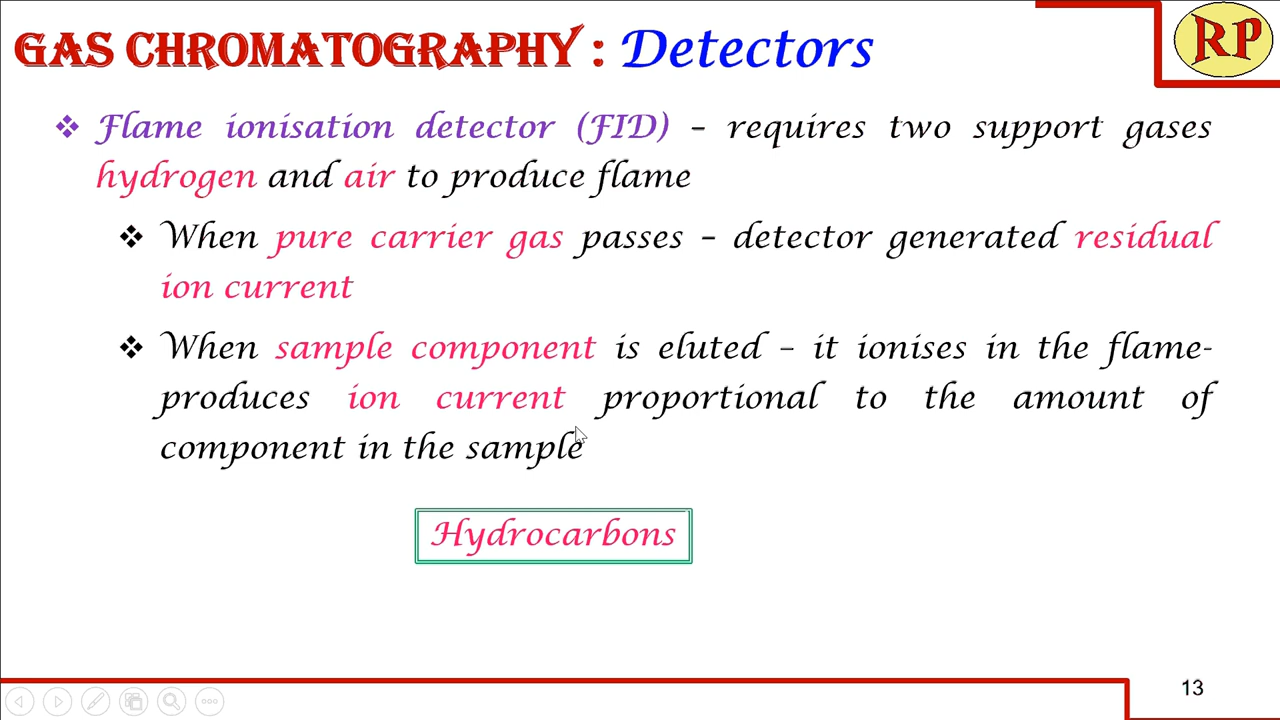 GAS CHROMATOGRAPHY : Detectors
RP
❖ Flame ionisation detector (FID) – requires two support gases
hydrogen and air to produce flame
❖ When pure carrier gas passes – detector generated residual
ion current
❖ When sample component is eluted – it ionises in the flame-
produces ion current proportional to the amount of
component in the sample
Hydrocarbons
13